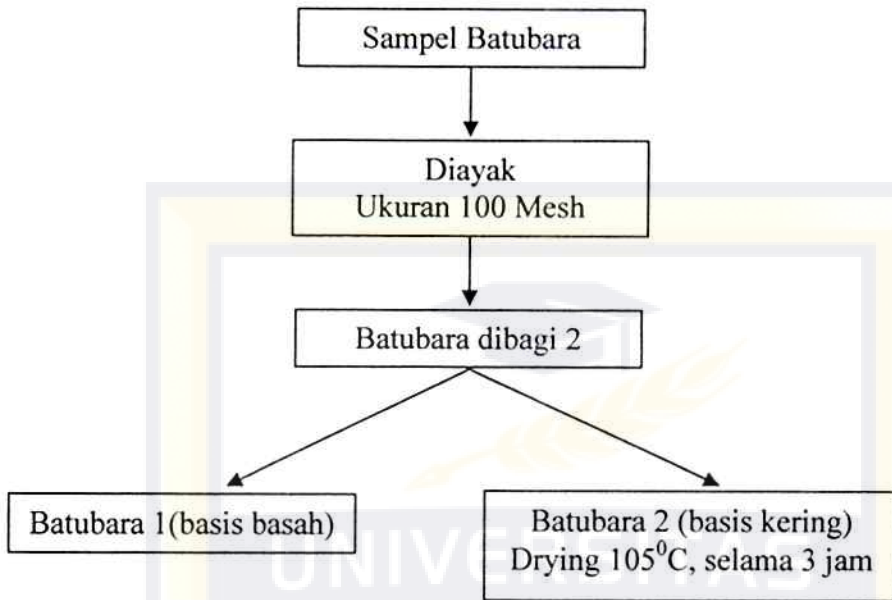 Sampel Batubara
Diayak
Ukuran 100 Mesh
Batubara dibagi 2
Batubara 1(basis basah)
Batubara 2 (basis kering)
Drying 105⁰C, selama 3 jam
UNIVERSITAS